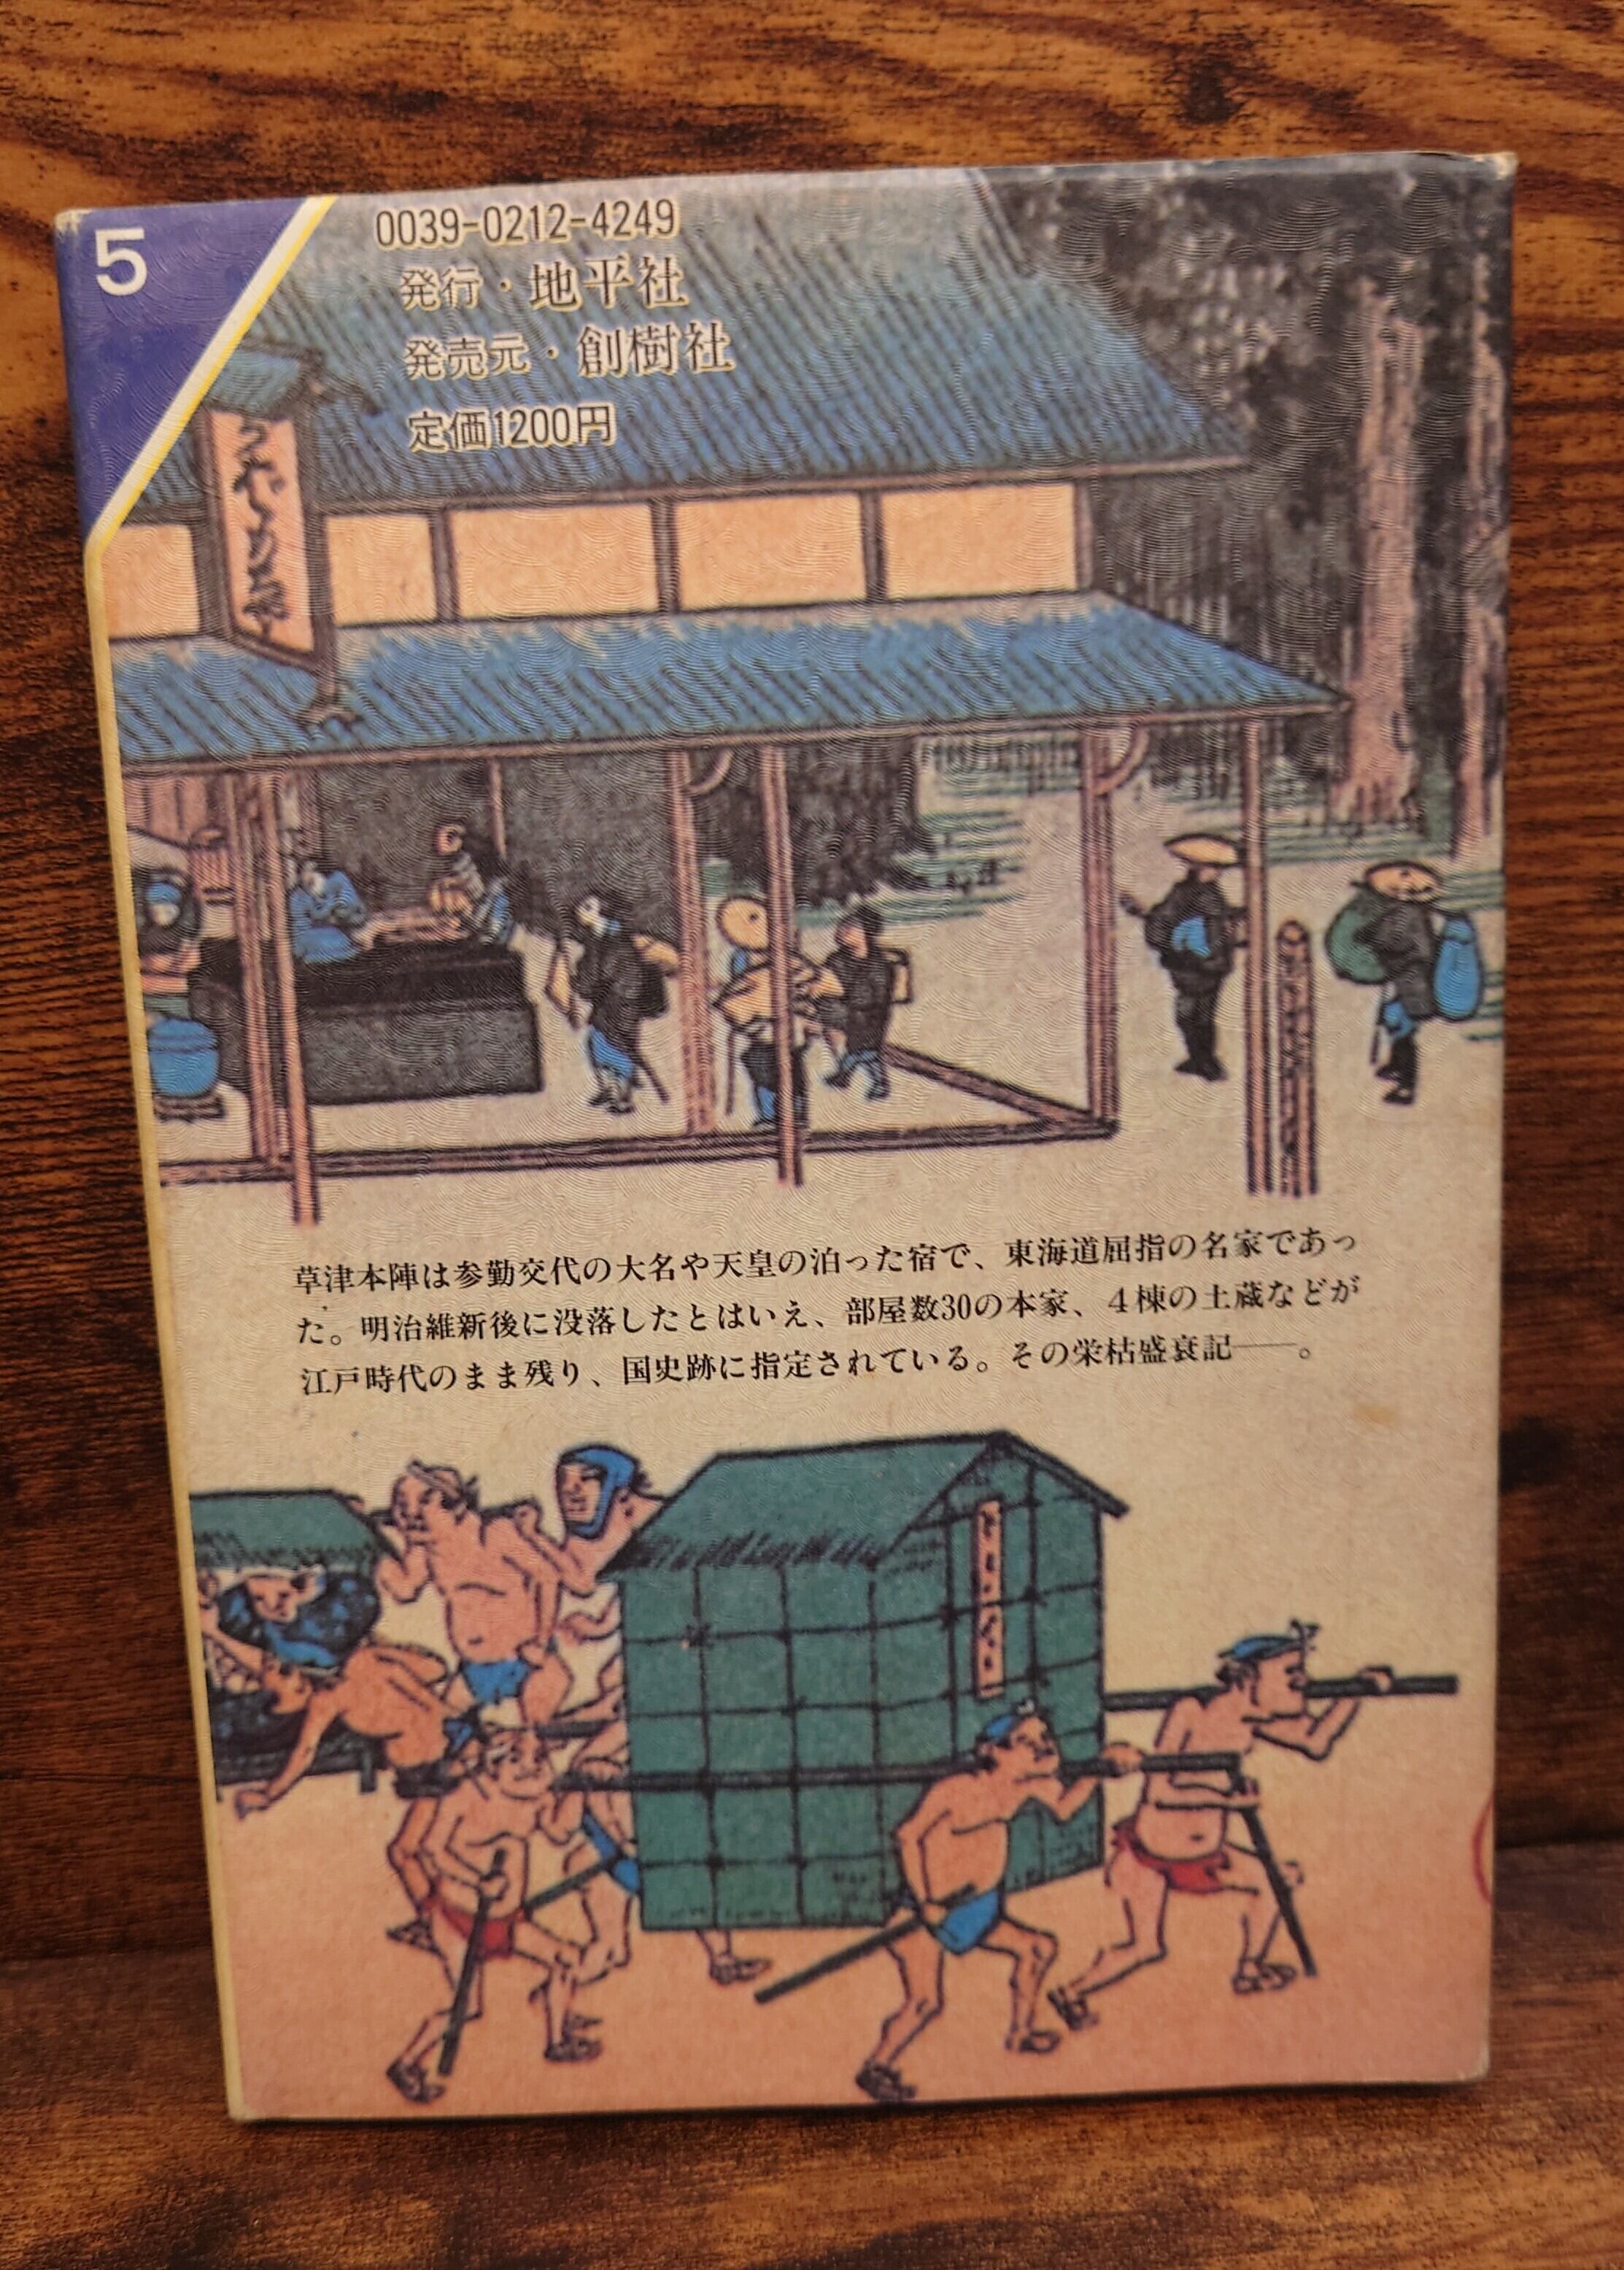 5
0039-0212-4249
発行・地平社
発売元・創樹社
定価1200円
草津本陣は参勤交代の大名や天皇の泊った宿で、東海道屈指の名家であっ
た。明治維新後に没落したとはいえ、部屋数30の本家、4棟の土蔵などが
江戸時代のまま残り、国史跡に指定されている。その栄枯盛衰記──。